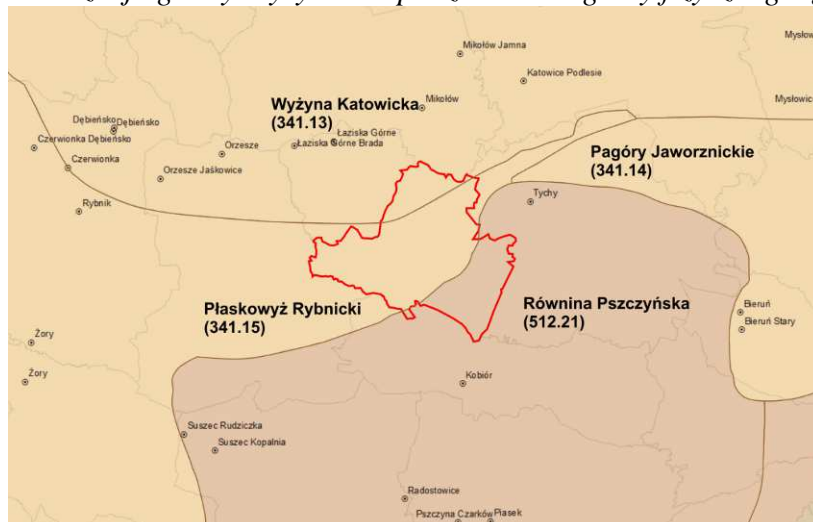 Mikołów Jamna
Mysłow
Katowice Podlesie
Wyżyna Katowicka
(341.13)
Mikołów
Mysłowice
Dębieńsko
Dębieńsko
Łaziska Górne
Czerwionka Dębieńsko
Orzesze
Łaziska Górne Brada
Pagóry Jaworznickie
(341.14)
Czerwionka
Orzesze Jaśkowice
Rybnik
Tychy
Płaskowyż Rybnicki
(341.15)
Równina Pszczyńska
(512.21)
Bieruń
Bieruń Stary
Żory
Żory
Kobiór
Suszec Rudziczka
Suszec Kopalnia
Radostowice
Pszczyna Czarków
Piasek